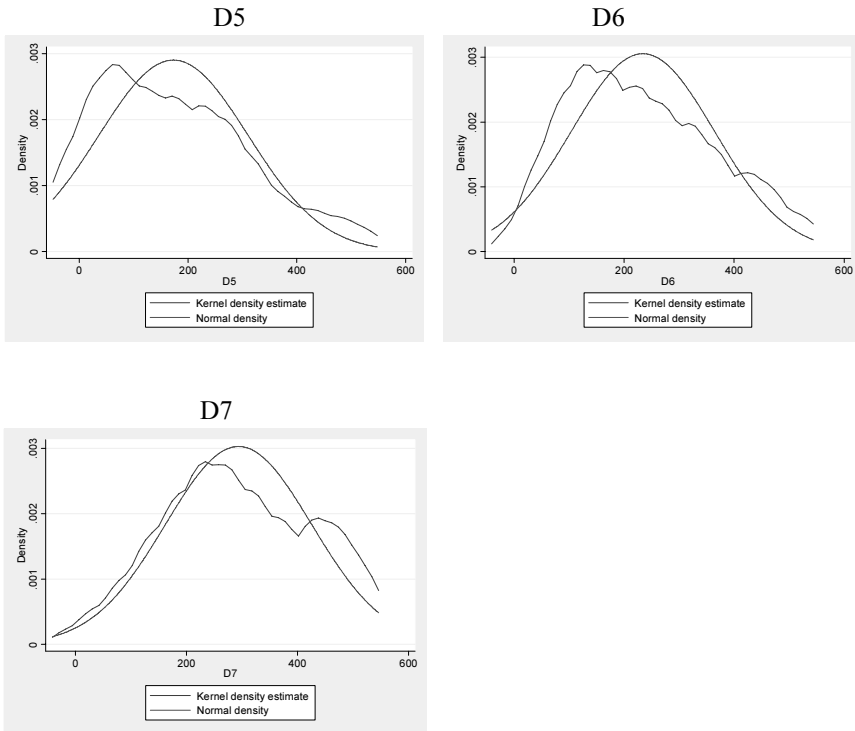 D5
D6
Density
.003
.002
.001
0
0 200 400 600
D5
Kernel density estimate
Normal density
Density
.003
.002
.001
0
0 200 400 600
D6
Kernel density estimate
Normal density
D7
Density
.003
.002
.001
0
0 200 400 600
D7
Kernel density estimate
Normal density